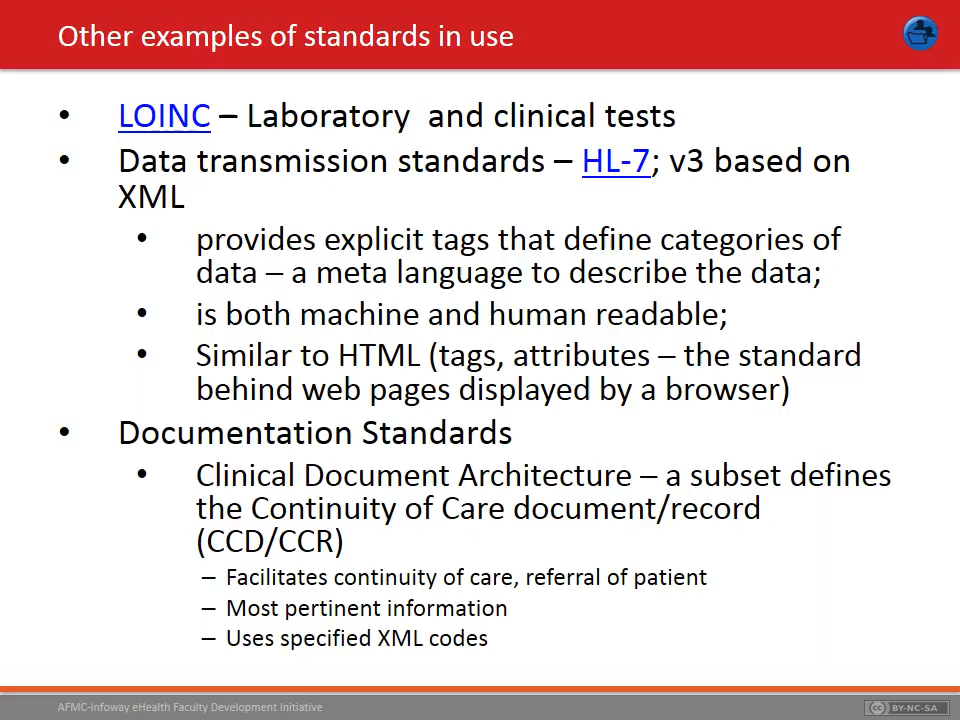 Other examples of standards in use
• LOINC – Laboratory and clinical tests
• Data transmission standards – HL-7; v3 based on
XML
• provides explicit tags that define categories of
data – a meta language to describe the data;
• is both machine and human readable;
• Similar to HTML (tags, attributes – the standard
behind web pages displayed by a browser)
• Documentation Standards
• Clinical Document Architecture – a subset defines
the Continuity of Care document/record
(CCD/CCR)
– Facilitates continuity of care, referral of patient
– Most pertinent information
– Uses specified XML codes
AFMC-Infoway eHealth Faculty Development Initiative
cc BY-NC-SA